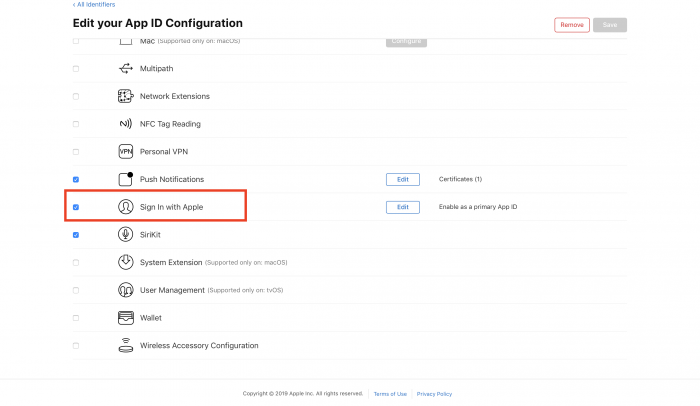 ‹ All Identifiers
Edit your App ID Configuration
Remove
Save
Mac (Supported only on: macOS)
Configure
Multipath
Network Extensions
NFC Tag Reading
VPN
Personal VPN
Push Notifications
Edit
Certificates (1)
Sign In with Apple
Edit
Enable as a primary App ID
SiriKit
System Extension (Supported only on: macOS)
User Management (Supported only on: tvOS)
Wallet
Wireless Accessory Configuration
Copyright © 2019 Apple Inc. All rights reserved. Terms of Use Privacy Policy